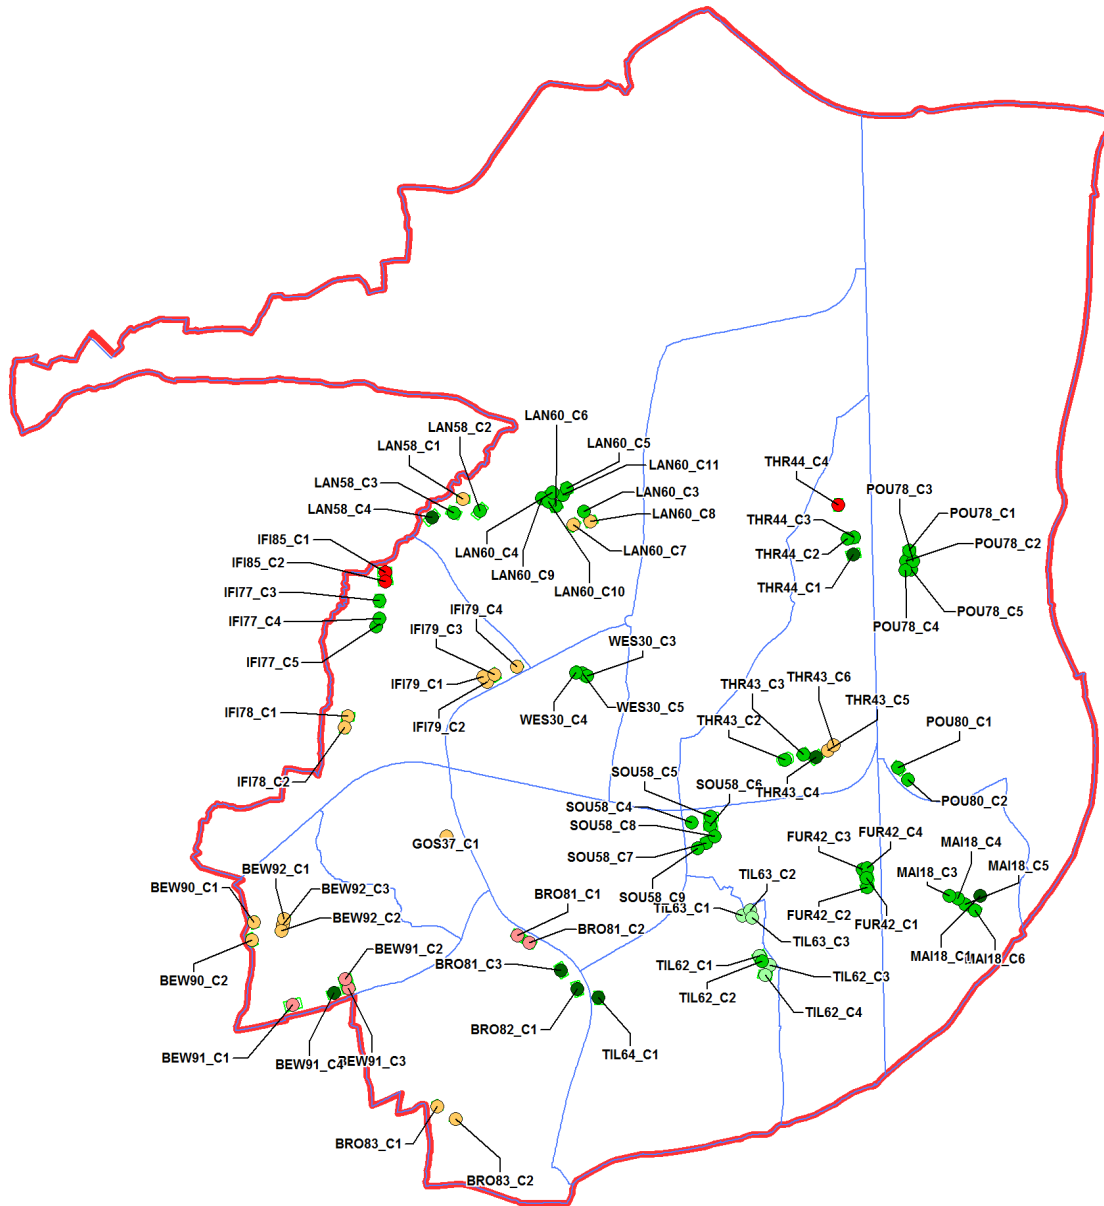 LAN60_C6
LAN58_C2
LAN58_C1
LAN60_C5
LAN60_C11
LAN58_C3
LAN60_C3
LAN58_C4
LAN60_C8
LAN60_C4
LAN60_C7
LAN60_C9
LAN60_C10
THR44_C4
POU78_C3
POU78_C1
THR44_C3
POU78_C2
THR44_C2
THR44_C1
POU78_C5
POU78_C4
IFI85_C1
IFI85_C2
IFI77_C3
IFI77_C4
IFI77_C5
IFI79_C4
IFI79_C3
IFI79_C1
IFI79_C2
WES30_C3
WES30_C5
WES30_C4
IFI78_C1
IFI78_C2
THR43_C6
THR43_C3
THR43_C5
THR43_C2
THR43_C4
POU80_C1
POU80_C2
SOU58_C5
SOU58_C6
SOU58_C4
SOU58_C8
SOU58_C7
SOU58_C9
GOS37_C1
FUR42_C3
FUR42_C4
FUR42_C2
FUR42_C1
MAI18_C4
MAI18_C5
MAI18_C3
MAI18_C6
BEW92_C1
BEW90_C1
BEW92_C3
BEW92_C2
BEW90_C2
BRO81_C1
BRO81_C2
BRO81_C3
TIL63_C2
TIL63_C1
TIL63_C3
BEW91_C2
BEW91_C1
BEW91_C4
BEW91_C3
BRO82_C1
TIL64_C1
TIL62_C1
TIL62_C3
TIL62_C2
TIL62_C4
BRO83_C1
BRO83_C2